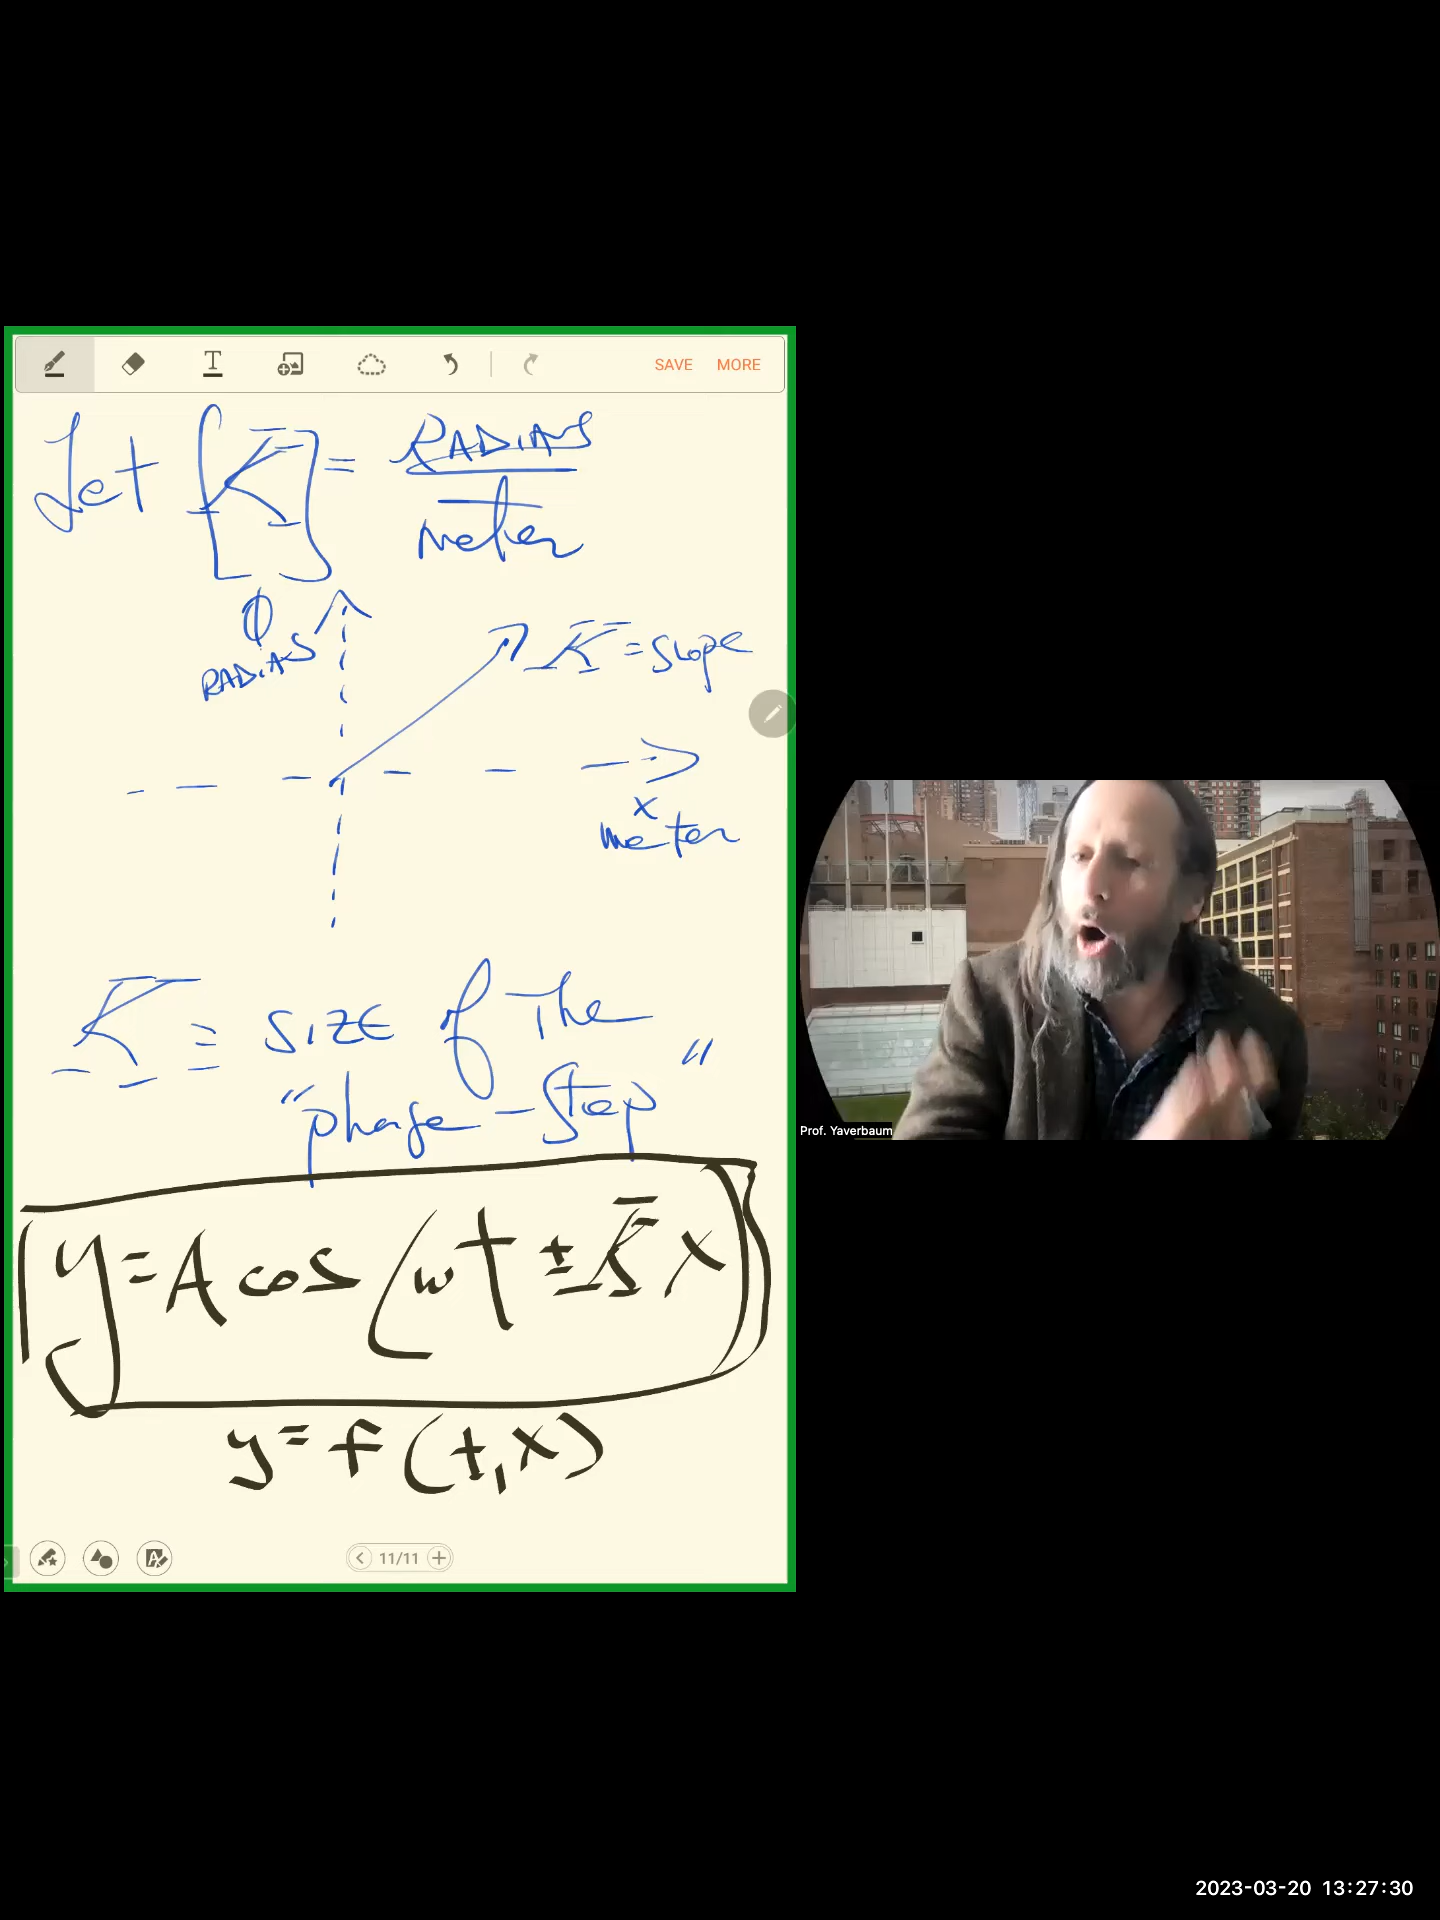 T
SAVE MORE
Let [K] = RADIANS
meter
φ
RADIANS
K = slope
x
meter
K ≡ SIZE of The
"phase-step"
y = A cos(ωt ± Kx)
y = f(t,x)
A
< 11/11 +
Prof. Yaverbaum
2023-03-20 13:27:30